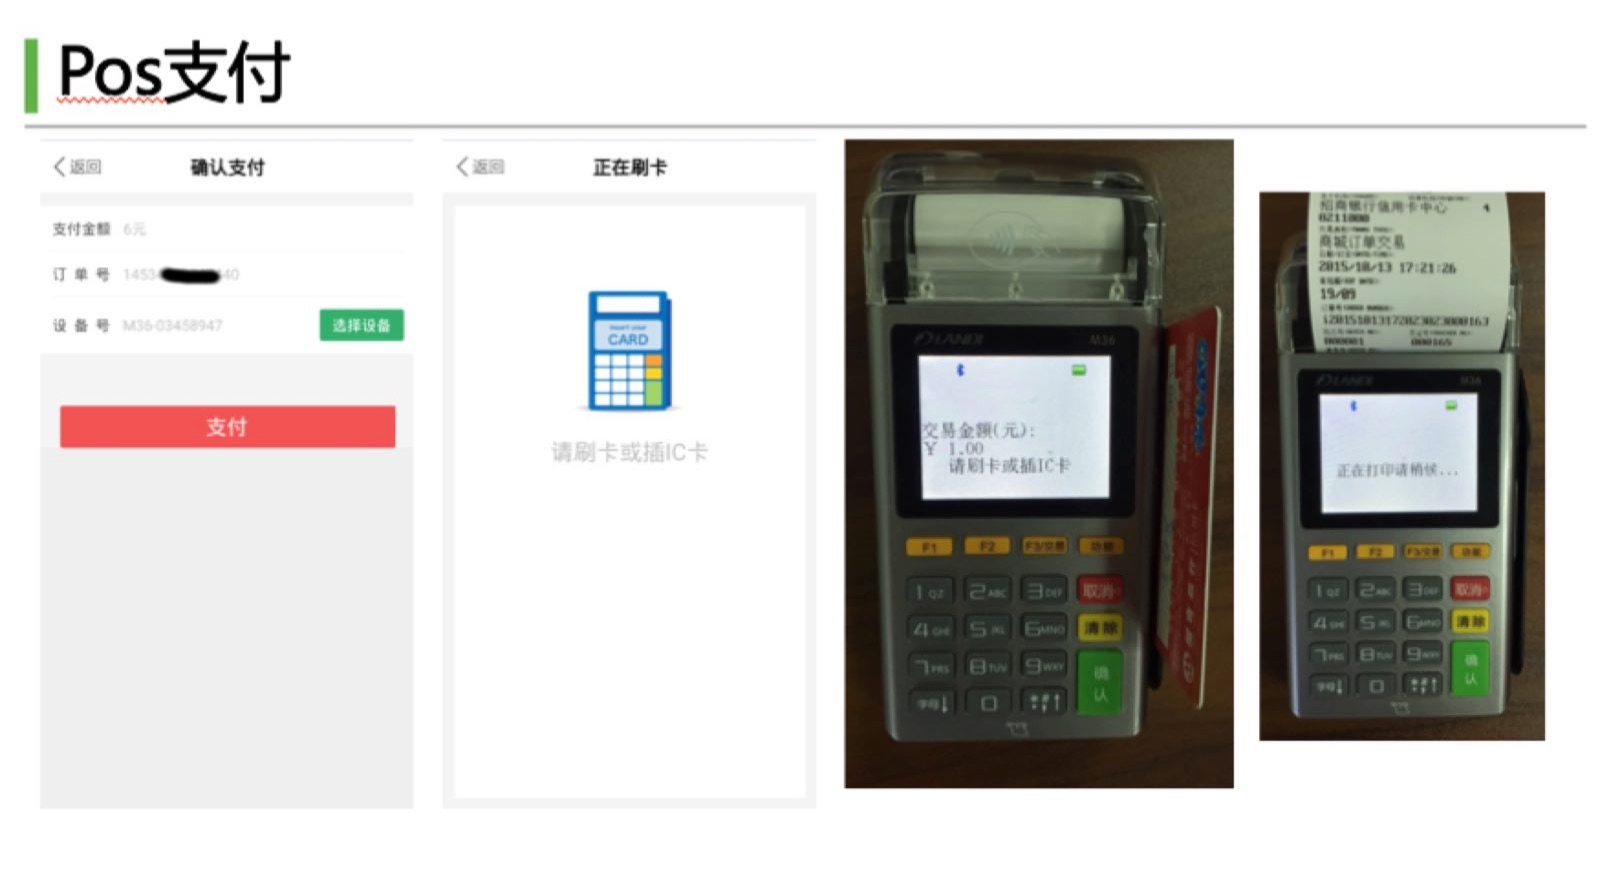 Pos支付
返回 确认支付
支付金额 6元
订 单 号 1453 40
设 备 号 M36-03458947 选择设备
支付
返回 正在刷卡
CARD
请刷卡或插IC卡
LANDI M36
交易金额(元):
¥ 1.00
请刷卡或插IC卡
F1 F2 F3/交易 功能
1 QZ 2 ABC 3 DEF 取消
4 GHI 5 JKL 6 MNO 清除
7 PRS 8 TUV 9 WXY 确认
字母 0
招商银行信用卡中心
商城订单交易
2015/10/13 17:21:26
19/09
000001 000165
LANDI M36
正在打印请稍候...
F1 F2 F3/交易 功能
1 QZ 2 ABC 3 DEF 取消
4 GHI 5 JKL 6 MNO 清除
7 PRS 8 TUV 9 WXY 确认
字母 0